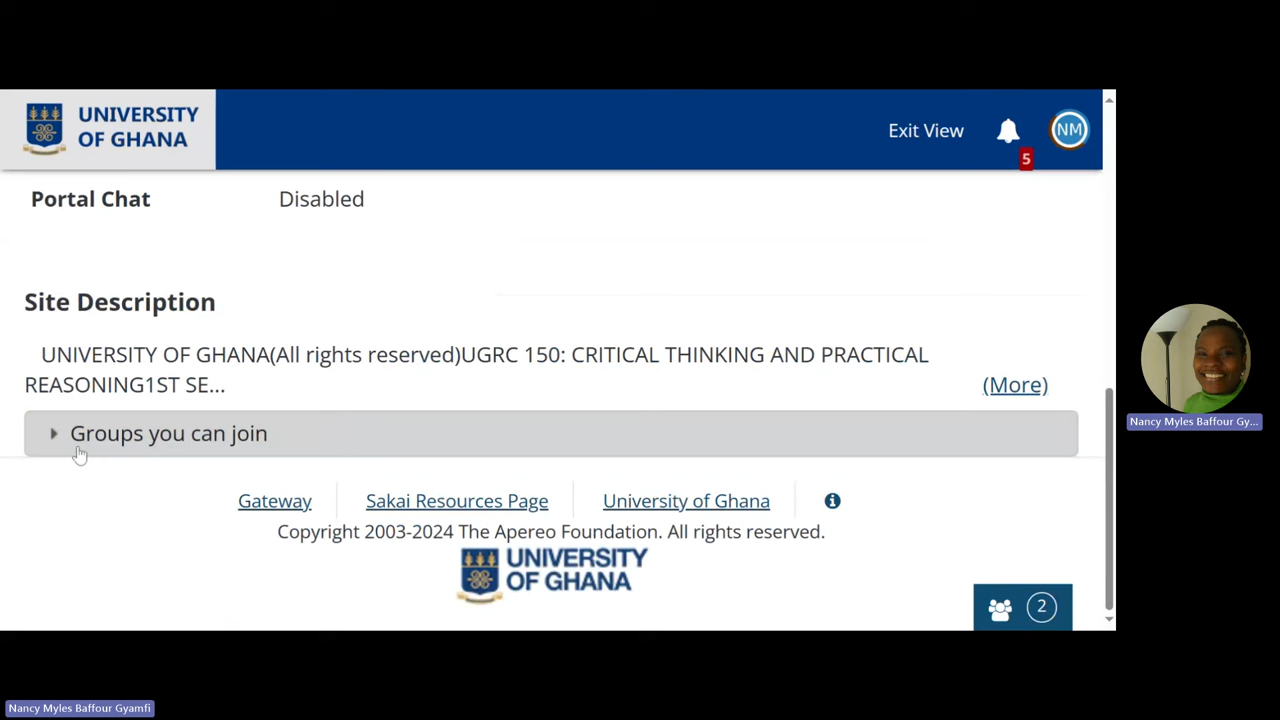 UNIVERSITY
OF GHANA
Exit View
NM
5
Portal Chat Disabled
Site Description
UNIVERSITY OF GHANA(All rights reserved)UGRC 150: CRITICAL THINKING AND PRACTICAL
REASONING1ST SE... (More)
Groups you can join
Nancy Myles Baffour Gy...
Gateway Sakai Resources Page University of Ghana
Copyright 2003-2024 The Apereo Foundation. All rights reserved.
UNIVERSITY
OF GHANA
2
Nancy Myles Baffour Gyamfi